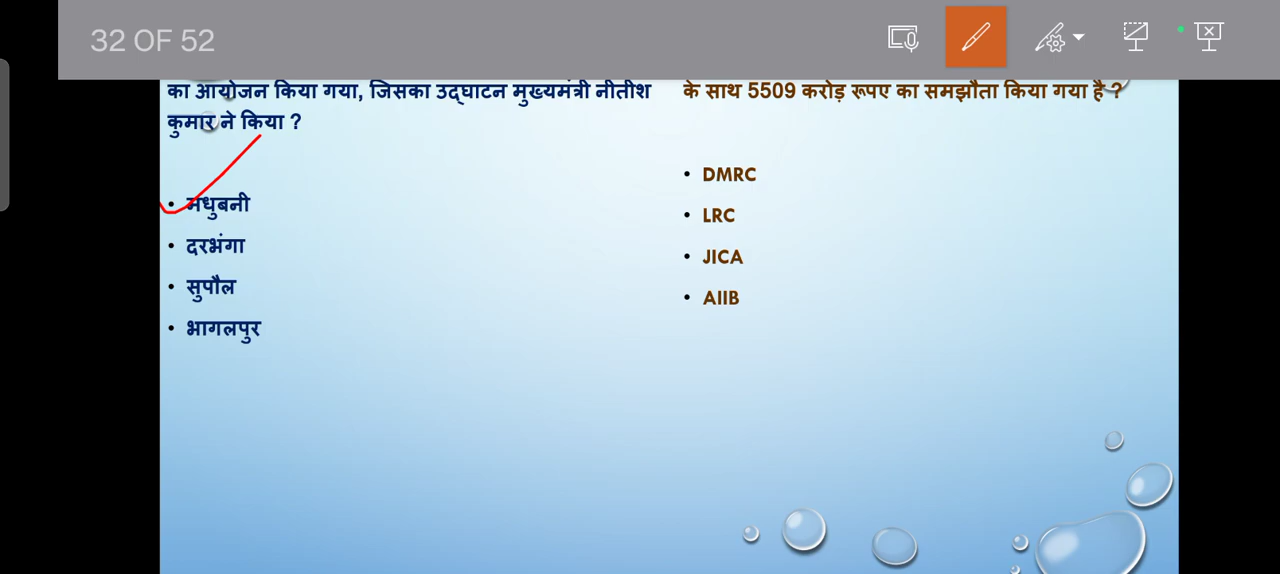 32 OF 52
का आयोजन किया गया, जिसका उद्घाटन मुख्यमंत्री नीतीश
कुमार ने किया ?
• मधुबनी
• दरभंगा
• सुपौल
• भागलपुर
के साथ 5509 करोड़ रूपए का समझौता किया गया है ?
• DMRC
• LRC
• JICA
• AIIB